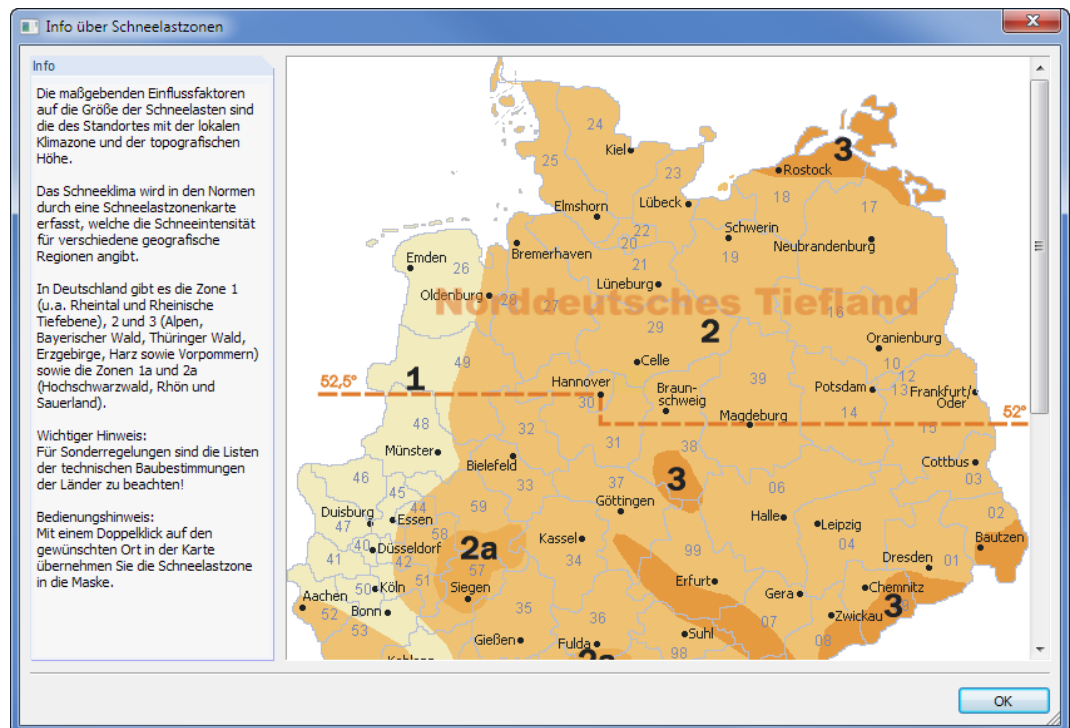 Info über Schneelastzonen
Info
Die maßgebenden Einflussfaktoren
auf die Größe der Schneelasten sind
die des Standortes mit der lokalen
Klimazone und der topografischen
Höhe.
Das Schneeklima wird in den Normen
durch eine Schneelastzonenkarte
erfasst, welche die Schneeintensität
für verschiedene geografische
Regionen angibt.
In Deutschland gibt es die Zone 1
(u.a. Rheintal und Rheinische
Tiefebene), 2 und 3 (Alpen,
Bayerischer Wald, Thüringer Wald,
Erzgebirge, Harz sowie Vorpommern)
sowie die Zonen 1a und 2a
(Hochschwarzwald, Rhön und
Sauerland).
Wichtiger Hinweis:
Für Sonderregelungen sind die Listen
der technischen Baubestimmungen
der Länder zu beachten!
Bedienungshinweis:
Mit einem Doppelklick auf den
gewünschten Ort in der Karte
übernehmen Sie die Schneelastzone
in die Maske.
24
Kiel
3
25
23
Rostock
18
Elmshorn
Lübeck
17
22
Schwerin
20
Neubrandenburg
Bremerhaven
19
Emden
26
21
Lüneburg
Oldenburg
28
27
Norddeutsches Tiefland
16
29
2
Oranienburg
49
Celle
10
12
52,5°
1
Hannover
Braun-
schweig
39
Potsdam
13
Frankfurt/
Oder
30
Magdeburg
14
52°
48
32
15
31
38
Münster
Bielefeld
Cottbus
46
37
3
03
45
33
06
44
59
Göttingen
02
Duisburg
Essen
Halle
Leipzig
47
58
Kassel
Bautzen
40
Düsseldorf
2a
99
04
41
42
34
Dresden
01
57
50
Köln
51
Siegen
Erfurt
Gera
Chemnitz
Aachen
3
09
52
Bonn
35
36
07
Zwickau
53
Gießen
Fulda
Suhl
08
98
Koblenz
2a
OK